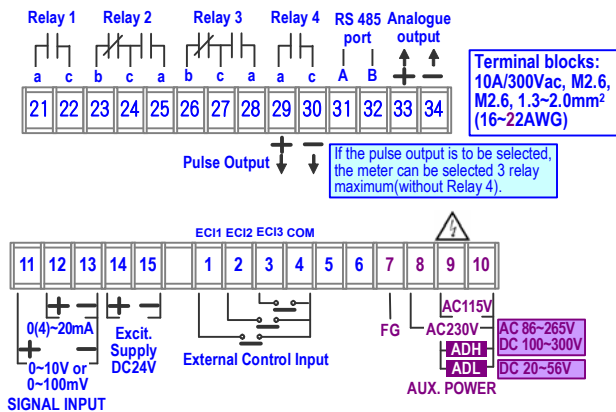 Relay 1 Relay 2 Relay 3 Relay 4 RS 485 port Analogue output
a c b c a b c a a c A B + −
21 22 23 24 25 26 27 28 29 30 31 32 33 34
Terminal blocks:
10A/300Vac, M2.6,
M2.6, 1.3~2.0mm²
(16~22AWG)
Pulse Output + −
If the pulse output is to be selected,
the meter can be selected 3 relay
maximum(without Relay 4).
ECI1 ECI2 ECI3 COM
11 12 13 14 15 1 2 3 4 5 6 7 8 9 10
+ − + −
0(4)~20mA
+ −
0~10V or
0~100mV
SIGNAL INPUT
Excit.
Supply
DC24V
External Control Input
FG
AC115V
AC230V
ADH
ADL
AUX. POWER
AC 86~265V
DC 100~300V
DC 20~56V